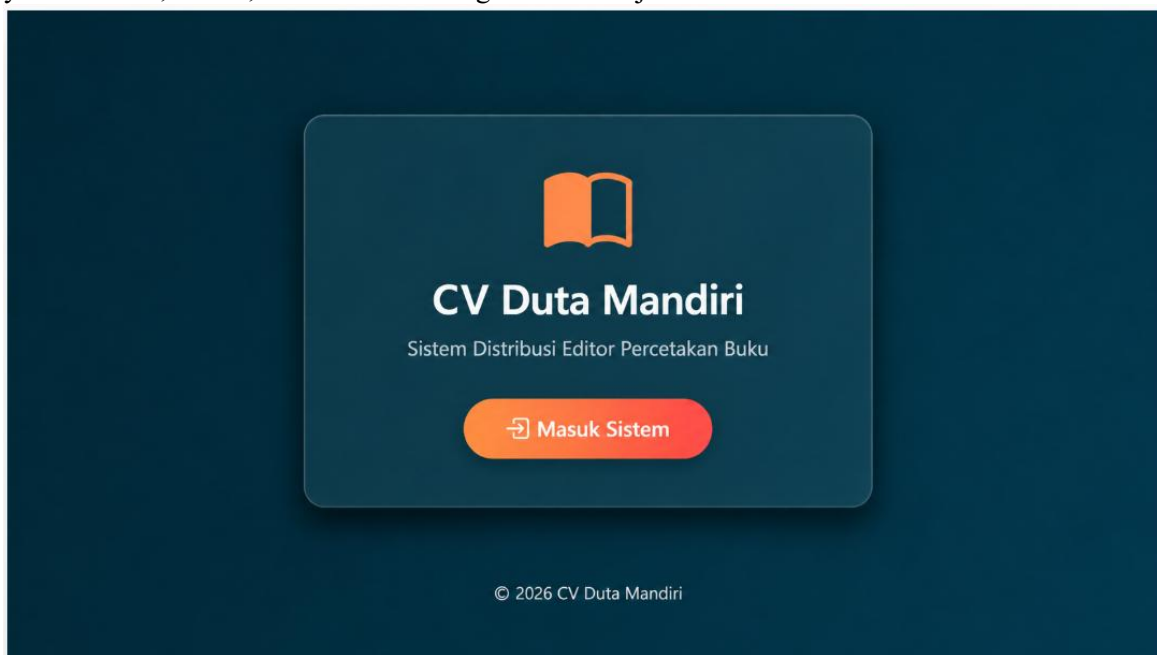 CV Duta Mandiri
Sistem Distribusi Editor Percetakan Buku
Masuk Sistem
© 2026 CV Duta Mandiri